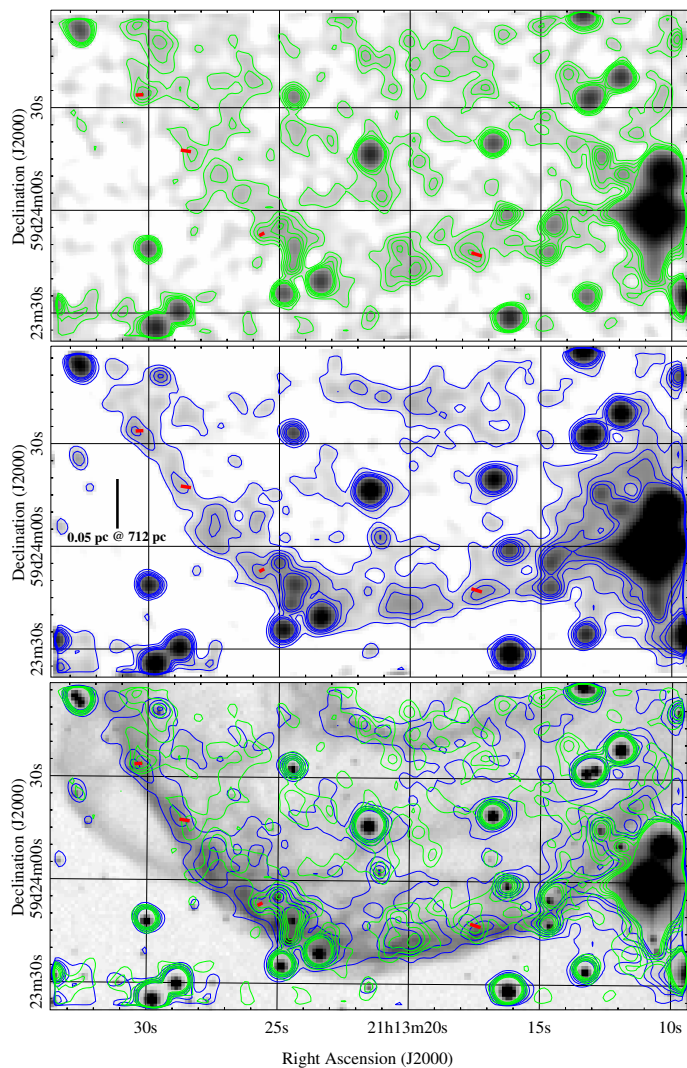 Declination (J2000)
30s
59d24m00s
23m30s
Declination (J2000)
30s
59d24m00s
23m30s
0.05 pc @ 712 pc
Declination (J2000)
30s
59d24m00s
23m30s
30s
25s
21h13m20s
15s
10s
Right Ascension (J2000)